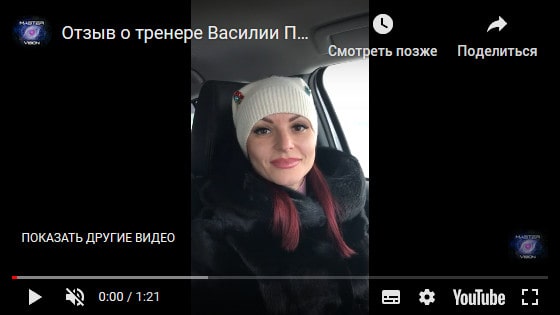 MASTER
VISION
Отзыв о тренере Василии П...
Смотреть позже
Поделиться
ПОКАЗАТЬ ДРУГИЕ ВИДЕО
MASTER
VISION
0:00 / 1:21
YouTube